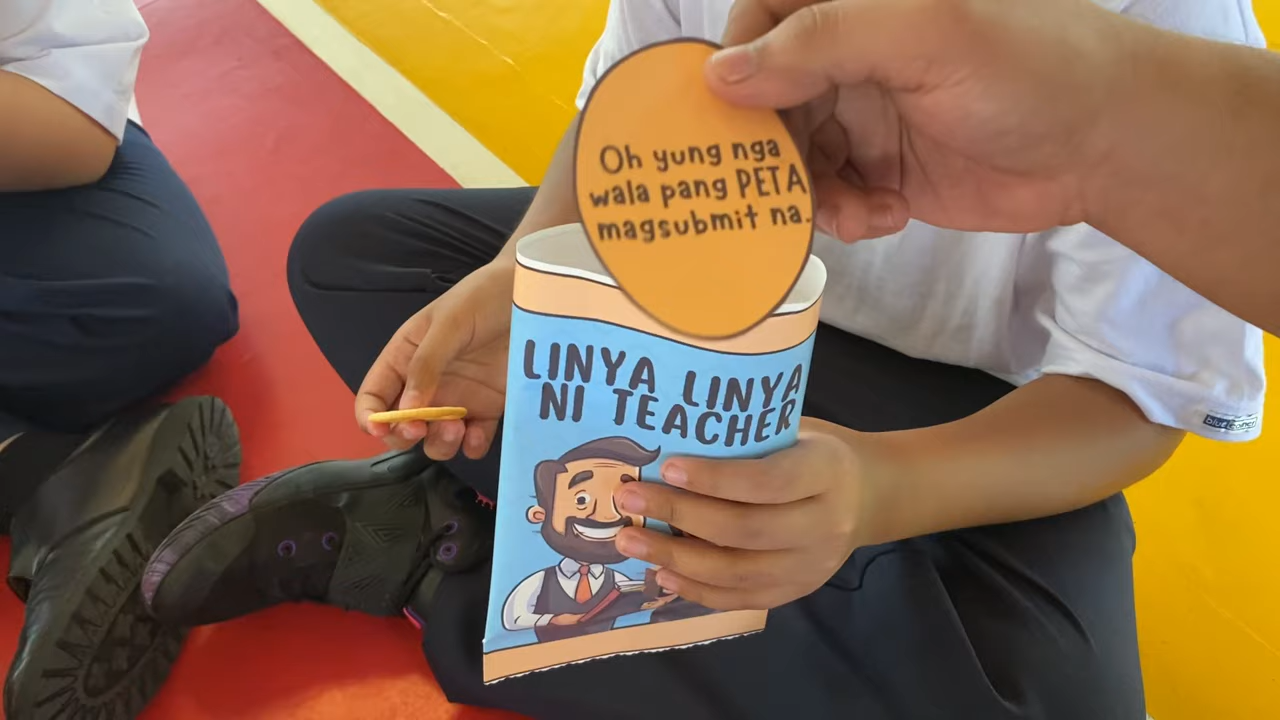 Oh yung nga
wala pang PETA
magsubmit na.
LINYA LINYA
NI TEACHER